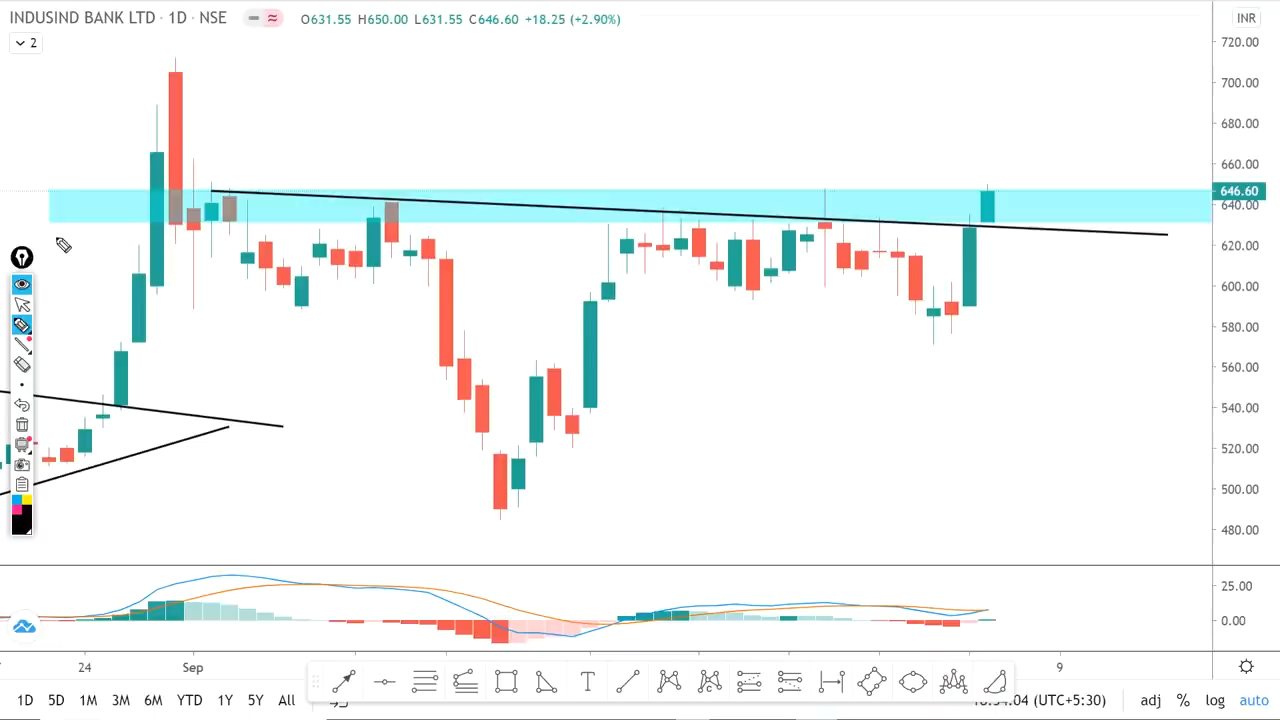 INDUSIND BANK LTD · 1D · NSE
O631.55 H650.00 L631.55 C646.60 +18.25 (+2.90%)
INR
2
720.00
700.00
680.00
660.00
646.60
640.00
620.00
600.00
580.00
560.00
540.00
520.00
500.00
480.00
25.00
0.00
24 Sep 9
T
C
1D 5D 1M 3M 6M YTD 1Y 5Y All
(UTC+5:30) adj % log auto